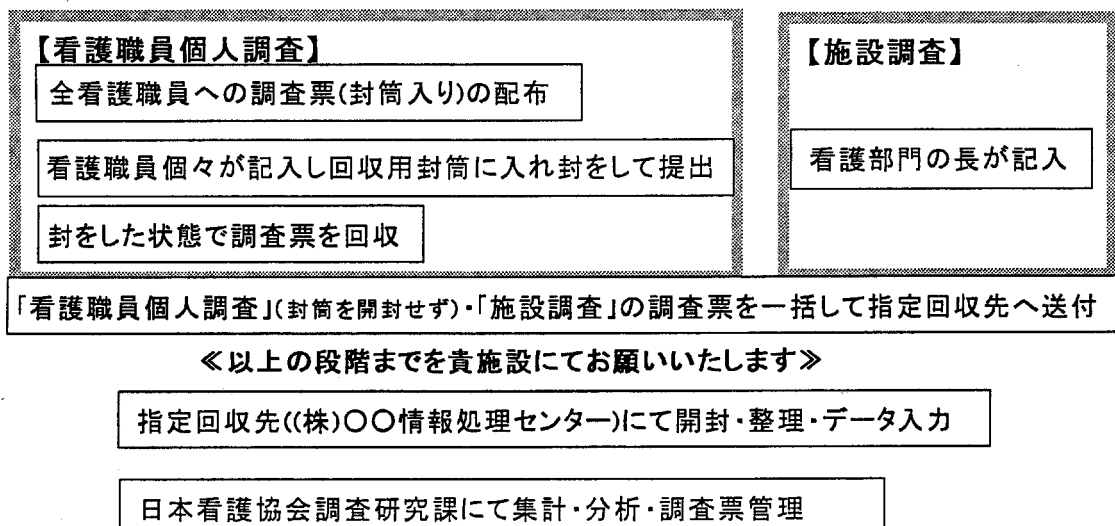 【看護職員個人調査】
全看護職員への調査票(封筒入り)の配布
看護職員個々が記入し回収用封筒に入れ封をして提出
封をした状態で調査票を回収
【施設調査】
看護部門の長が記入
「看護職員個人調査」(封筒を開封せず)・「施設調査」の調査票を一括して指定回収先へ送付
≪以上の段階までを貴施設にてお願いいたします≫
指定回収先((株)〇〇情報処理センター)にて開封・整理・データ入力
日本看護協会調査研究課にて集計・分析・調査票管理